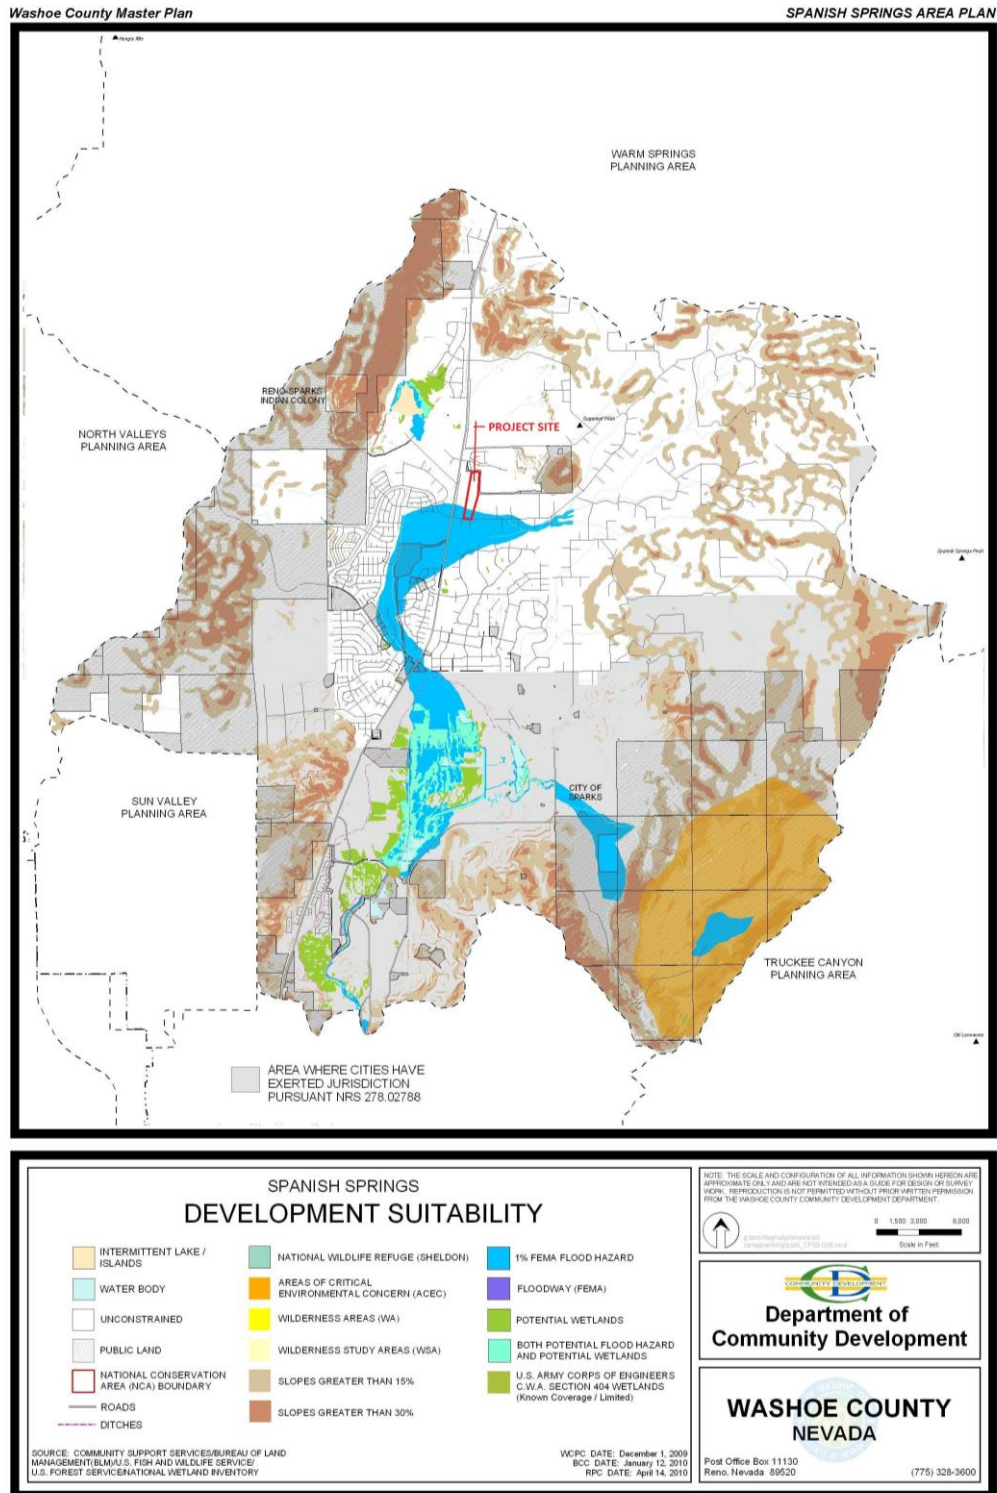 Washoe County Master Plan
SPANISH SPRINGS AREA PLAN
WARM SPRINGS
PLANNING AREA
RENO-SPARKS
INDIAN COLONY
NORTH VALLEYS
PLANNING AREA
PROJECT SITE
Spanish Springs Peak
CITY OF
SPARKS
SUN VALLEY
PLANNING AREA
TRUCKEE CANYON
PLANNING AREA
AREA WHERE CITIES HAVE
EXERTED JURISDICTION
PURSUANT NRS 278.02788
SPANISH SPRINGS
DEVELOPMENT SUITABILITY
INTERMITTENT LAKE /
ISLANDS
WATER BODY
UNCONSTRAINED
PUBLIC LAND
NATIONAL CONSERVATION
AREA (NCA) BOUNDARY
ROADS
DITCHES
NATIONAL WILDLIFE REFUGE (SHELDON)
AREAS OF CRITICAL
ENVIRONMENTAL CONCERN (ACEC)
WILDERNESS AREAS (WA)
WILDERNESS STUDY AREAS (WSA)
SLOPES GREATER THAN 15%
SLOPES GREATER THAN 30%
1% FEMA FLOOD HAZARD
FLOODWAY (FEMA)
POTENTIAL WETLANDS
BOTH POTENTIAL FLOOD HAZARD
AND POTENTIAL WETLANDS
U.S. ARMY CORPS OF ENGINEERS
C.W.A. SECTION 404 WETLANDS
(Known Coverage / Limited)
SOURCE: COMMUNITY SUPPORT SERVICES/BUREAU OF LAND
MANAGEMENT(BLM)/U.S. FISH AND WILDLIFE SERVICE/
U.S. FOREST SERVICE/NATIONAL WETLAND INVENTORY
WCPC DATE: December 1, 2009
BCC DATE: January 12, 2010
RPC DATE: April 14, 2010
NOTE: THE SCALE AND CONFIGURATION OF ALL INFORMATION SHOWN HEREON ARE
APPROXIMATE ONLY AND ARE NOT INTENDED AS A GUIDE FOR DESIGN OR SURVEY
WORK. REPRODUCTION IS NOT PERMITTED WITHOUT PRIOR WRITTEN PERMISSION
FROM THE WASHOE COUNTY COMMUNITY DEVELOPMENT DEPARTMENT.
0 1,500 3,000 6,000
Scale in Feet
COMMUNITY DEVELOPMENT
Department of
Community Development
WASHOE COUNTY
NEVADA
Post Office Box 11130
Reno, Nevada 89520
(775) 328-3600